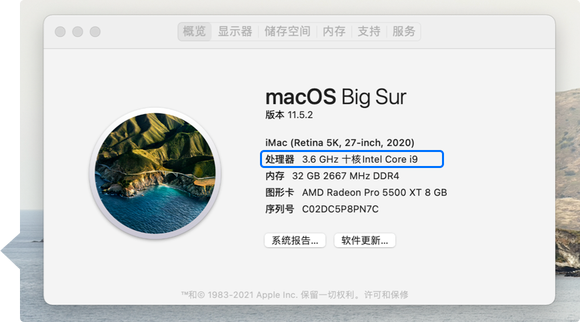 概览 显示器 储存空间 内存 支持 服务
macOS Big Sur
版本 11.5.2
iMac (Retina 5K, 27-inch, 2020)
处理器 3.6 GHz 十核Intel Core i9
内存 32 GB 2667 MHz DDR4
图形卡 AMD Radeon Pro 5500 XT 8 GB
序列号 C02DC5P8PN7C
系统报告... 软件更新...
™和© 1983-2021 Apple Inc. 保留一切权利。许可和保修